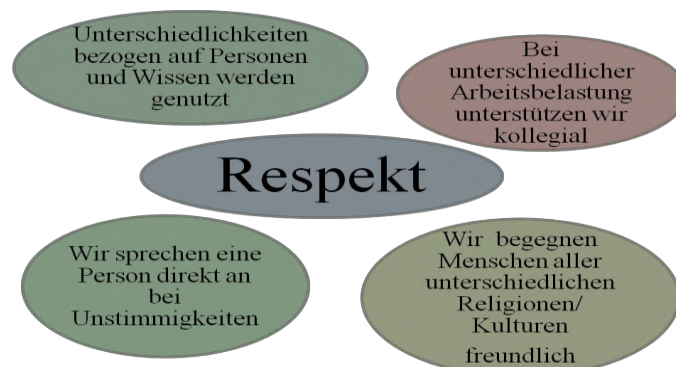 Unterschiedlichkeiten
bezogen auf Personen
und Wissen werden
genutzt
Bei
unterschiedlicher
Arbeitsbelastung
unterstützen wir
kollegial
Respekt
Wir sprechen eine
Person direkt an
bei
Unstimmigkeiten
Wir begegnen
Menschen aller
unterschiedlichen
Religionen/
Kulturen
freundlich